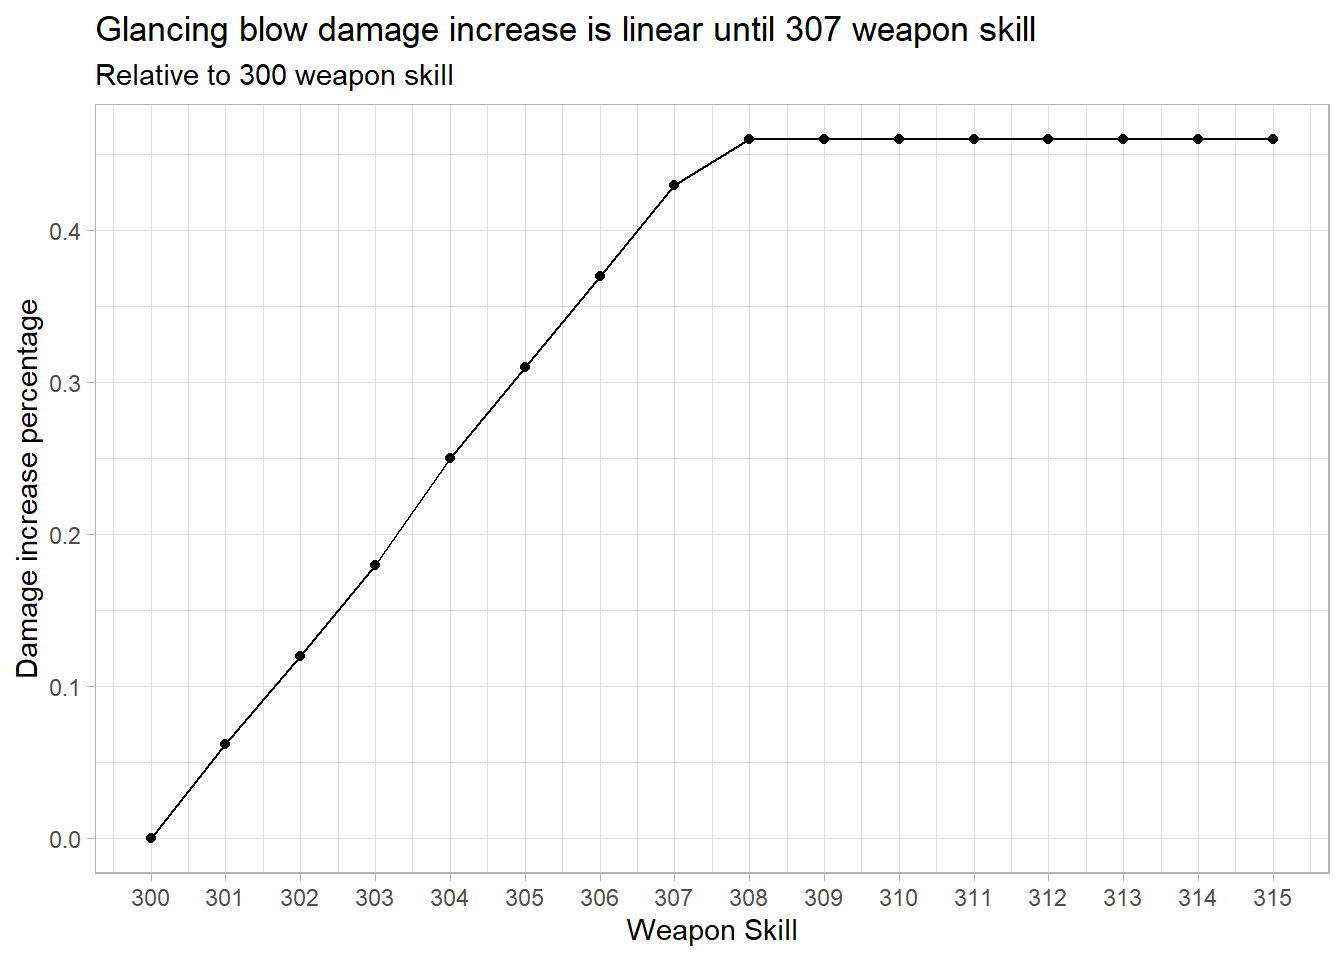 Glancing blow damage increase is linear until 307 weapon skill
Relative to 300 weapon skill
Damage increase percentage
0.4
0.3
0.2
0.1
0.0
300 301 302 303 304 305 306 307 308 309 310 311 312 313 314 315
Weapon Skill